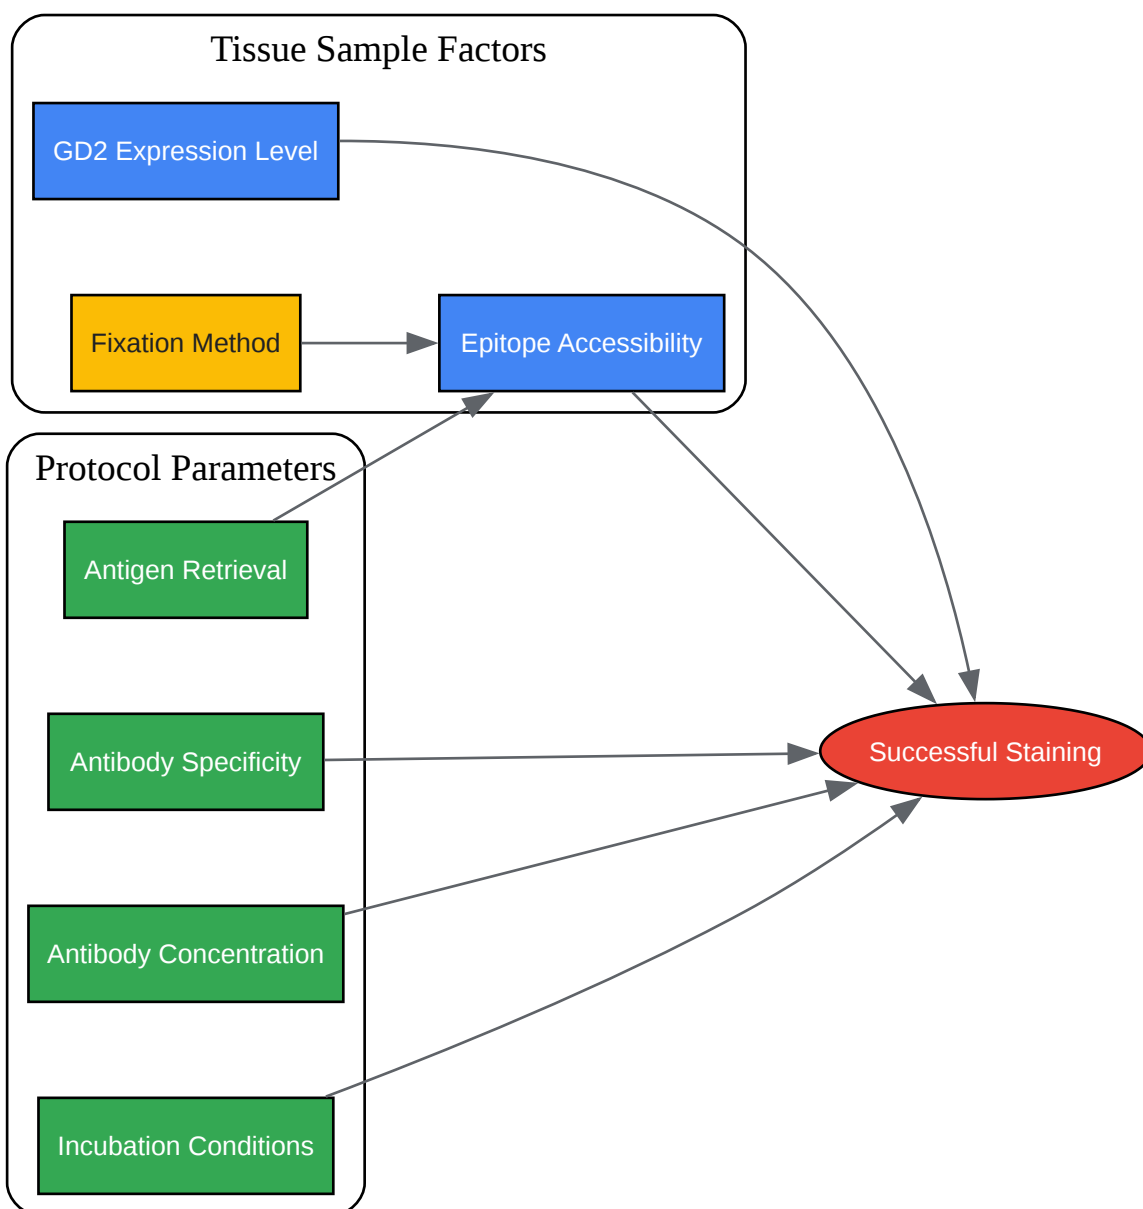 Tissue Sample Factors
GD2 Expression Level
Fixation Method
Epitope Accessibility
Protocol Parameters
Antigen Retrieval
Antibody Specificity
Successful Staining
Antibody Concentration
Incubation Conditions